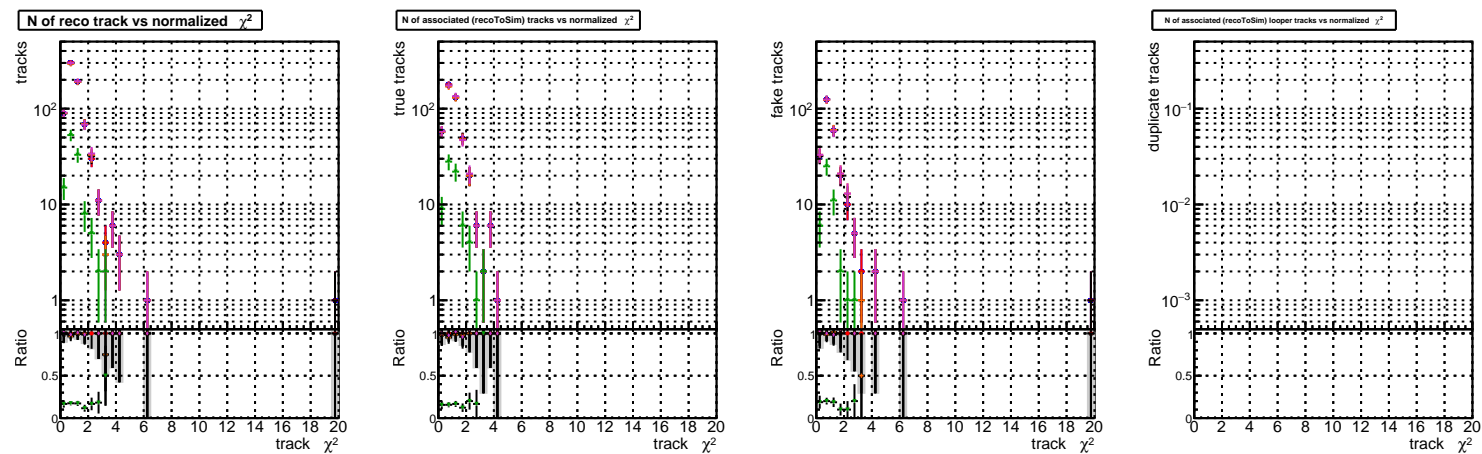 N of reco track vs normalized χ²
tracks
10²
10
1
Ratio
1
0.5
0
0 2 4 6 8 10 12 14 16 18 20
track χ²
N of associated (recoToSim) tracks vs normalized χ²
true tracks
10²
10
1
Ratio
1
0.5
0
0 2 4 6 8 10 12 14 16 18 20
track χ²
fake tracks
10²
10
1
Ratio
1
0.5
0
0 2 4 6 8 10 12 14 16 18 20
track χ²
N of associated (recoToSim) looper tracks vs normalized χ²
duplicate tracks
10⁻¹
10⁻²
10⁻³
Ratio
1
0.5
0
0 2 4 6 8 10 12 14 16 18 20
track χ²